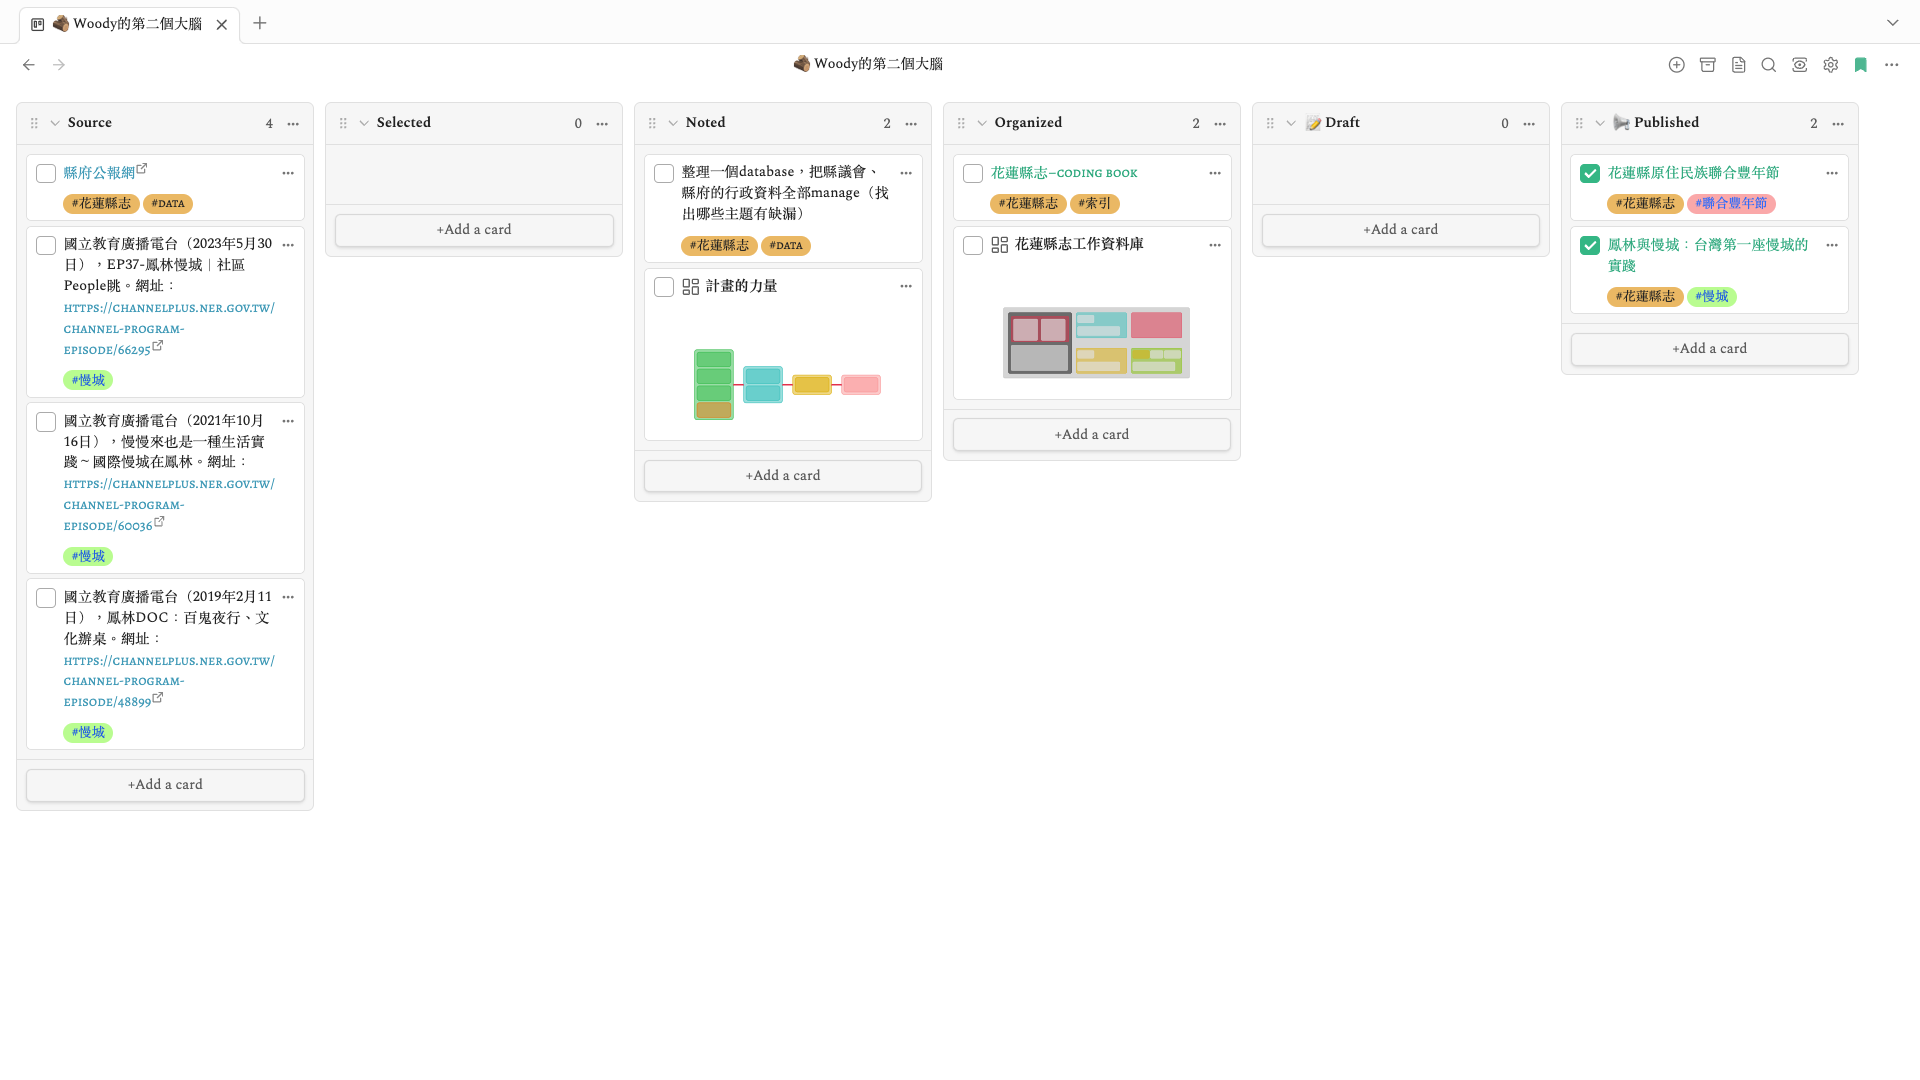 Woody的第二個大腦
Woody的第二個大腦
Source 4
縣府公報網
#花蓮縣志 #DATA
國立教育廣播電台（2023年5月30
日），EP37-鳳林慢城｜社區
People眺。網址：
HTTPS://CHANNELPLUS.NER.GOV.TW/
CHANNEL-PROGRAM-
EPISODE/66295
#慢城
國立教育廣播電台（2021年10月
16日），慢慢來也是一種生活實
踐～國際慢城在鳳林。網址：
HTTPS://CHANNELPLUS.NER.GOV.TW/
CHANNEL-PROGRAM-
EPISODE/60036
#慢城
國立教育廣播電台（2019年2月11
日），鳳林DOC：百鬼夜行、文
化辦桌。網址：
HTTPS://CHANNELPLUS.NER.GOV.TW/
CHANNEL-PROGRAM-
EPISODE/48899
#慢城
+Add a card
Selected 0
+Add a card
Noted 2
整理一個database，把縣議會、
縣府的行政資料全部manage（找
出哪些主題有缺漏）
#花蓮縣志 #DATA
計畫的力量
+Add a card
Organized 2
花蓮縣志–CODING BOOK
#花蓮縣志 #索引
花蓮縣志工作資料庫
+Add a card
Draft 0
+Add a card
Published 2
花蓮縣原住民族聯合豐年節
#花蓮縣志 #聯合豐年節
鳳林與慢城：台灣第一座慢城的
實踐
#花蓮縣志 #慢城
+Add a card